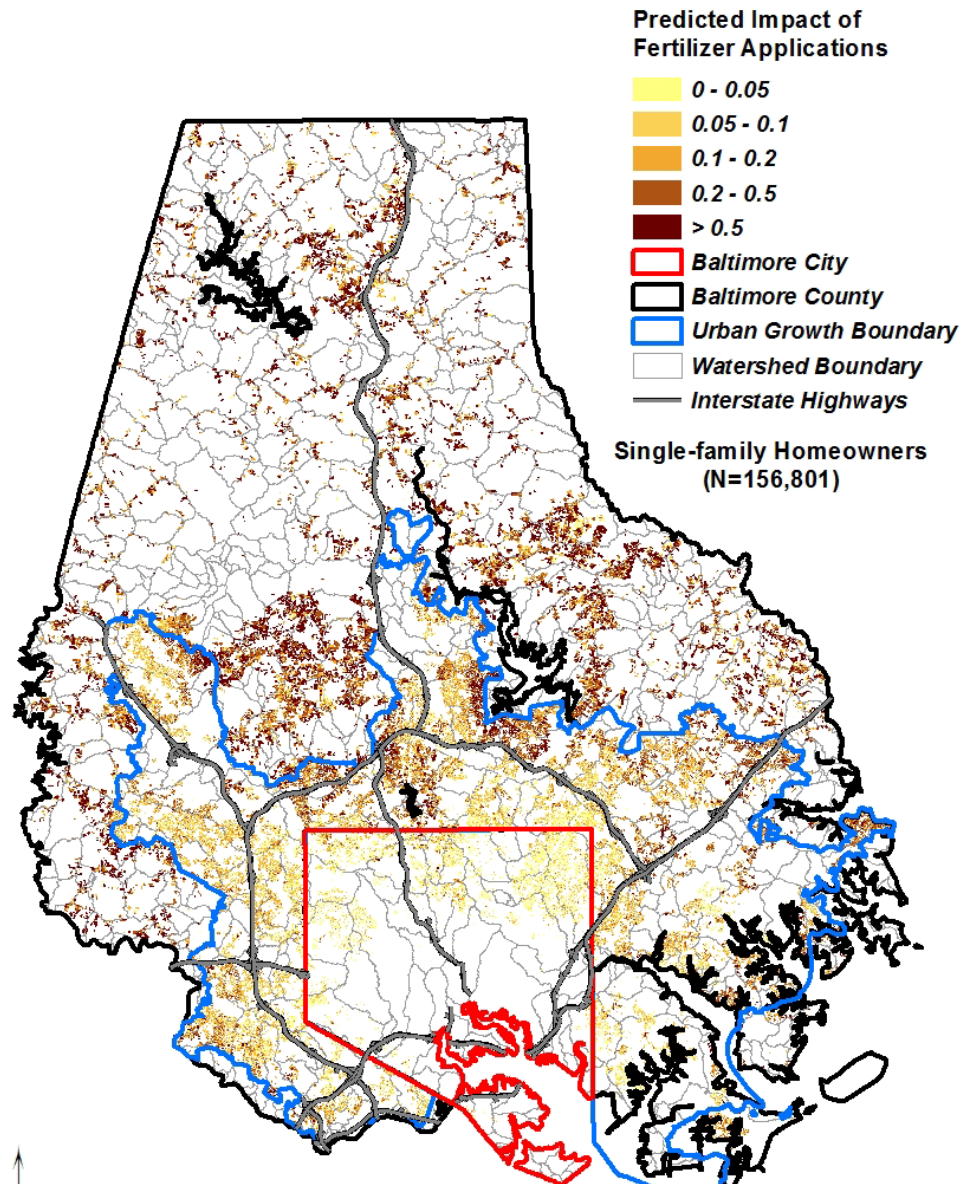 Predicted Impact of
Fertilizer Applications
0 - 0.05
0.05 - 0.1
0.1 - 0.2
0.2 - 0.5
> 0.5
Baltimore City
Baltimore County
Urban Growth Boundary
Watershed Boundary
Interstate Highways
Single-family Homeowners
(N=156,801)